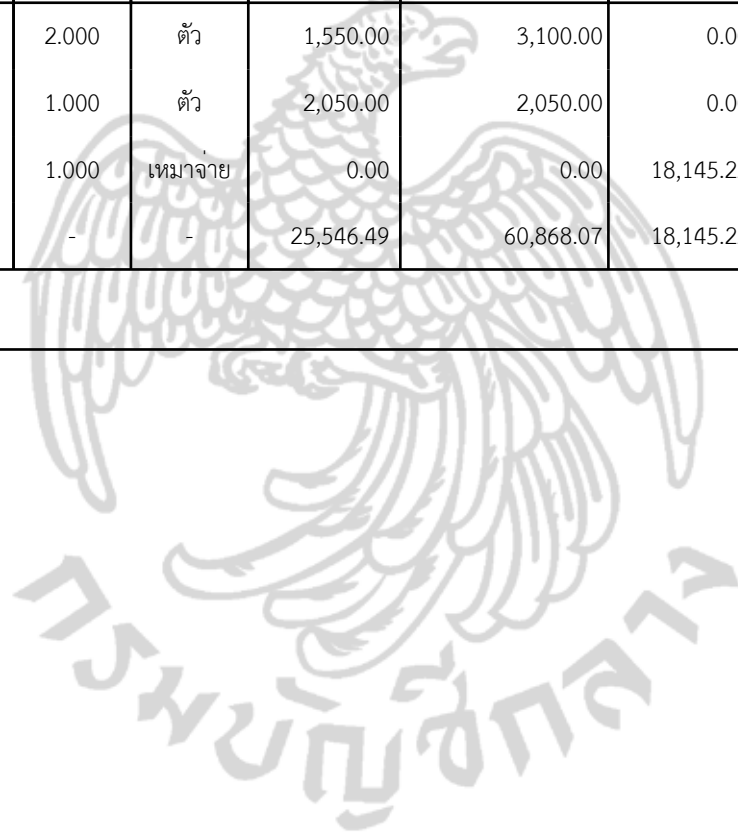 2.000 ตัว 1,550.00 3,100.00 0.0
1.000 ตัว 2,050.00 2,050.00 0.0
1.000 เหมาจ่าย 0.00 0.00 18,145.2
- - 25,546.49 60,868.07 18,145.2
กรมบัญชีกลาง